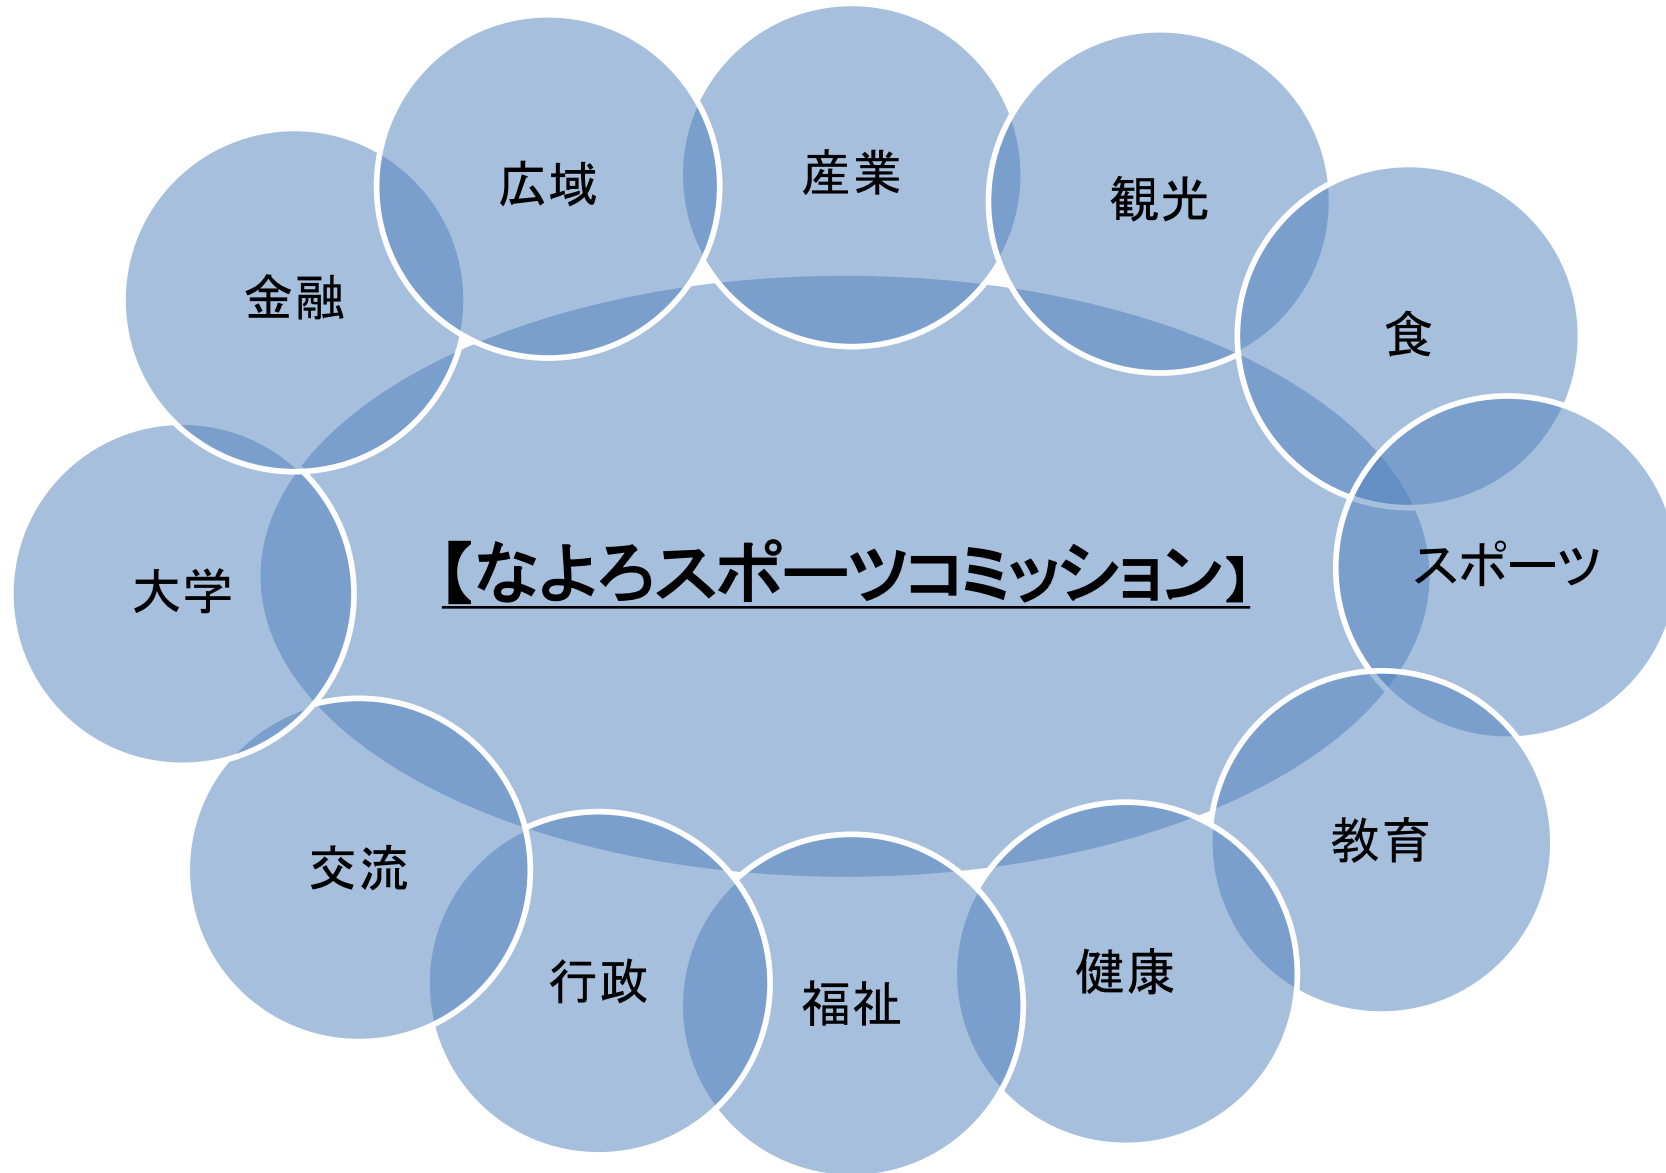 産業
広域
観光
金融
食
【なよろスポーツコミッション】
スポーツ
大学
教育
交流
健康
行政
福祉